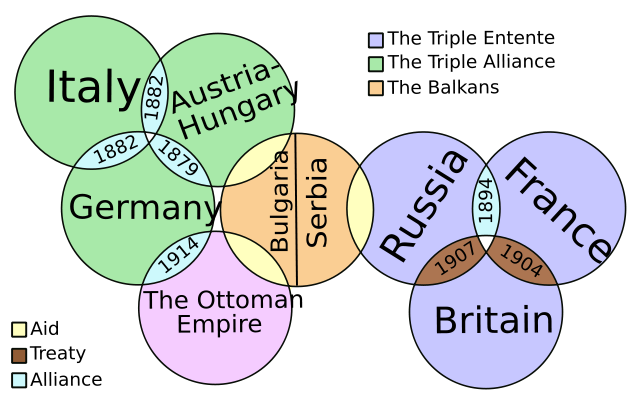 The Triple Entente
The Triple Alliance
The Balkans
Italy
1882
Austria-
Hungary
1882
1879
Germany
Bulgaria
Serbia
Russia
1894
France
1914
1907
1904
The Ottoman
Empire
Britain
Aid
Treaty
Alliance